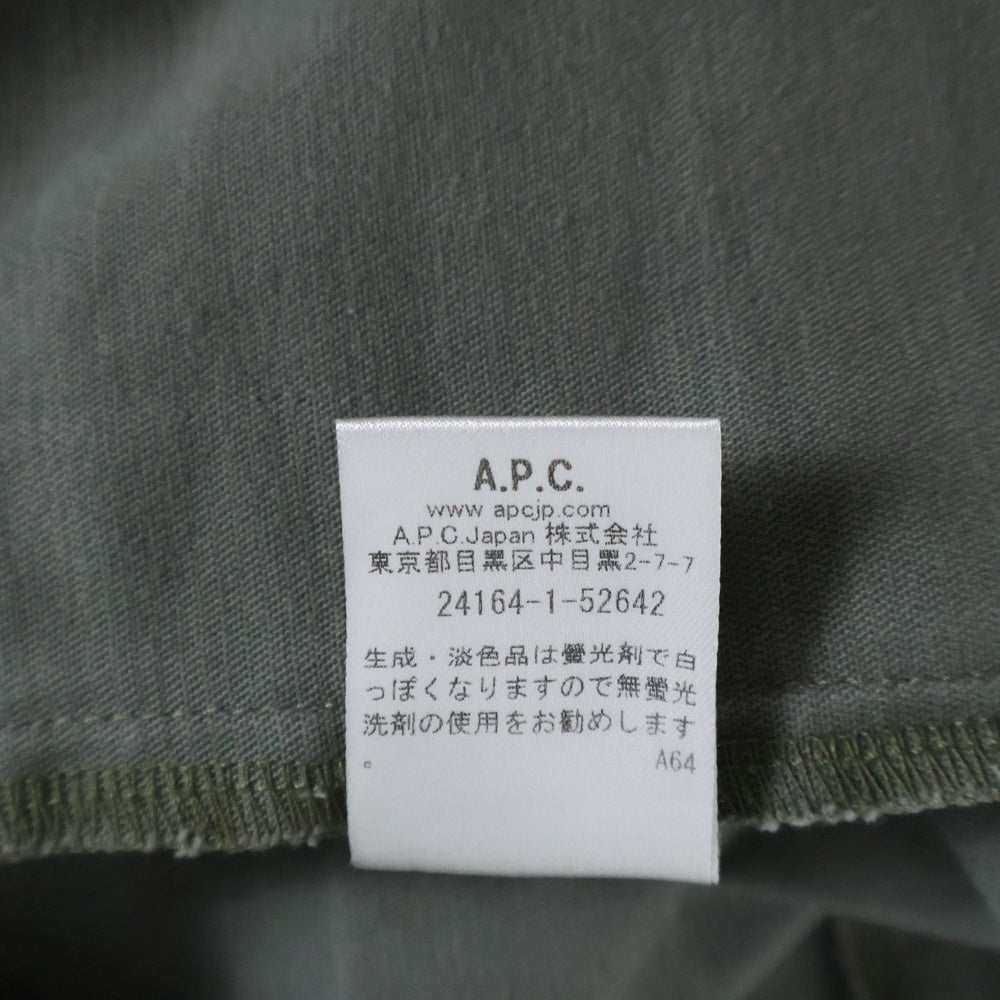 A.P.C.
www apcjp.com
A.P.C.Japan 株式会社
東京都目黒区中目黒2-7-7
24164-1-52642
生成・淡色品は螢光剤で白
っぽくなりますので無螢光
洗剤の使用をお勧めします
。 A64